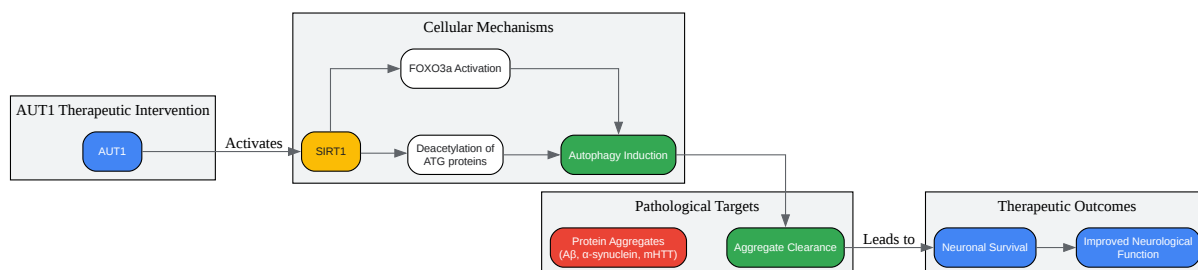 Cellular Mechanisms
FOXO3a Activation
AUT1 Therapeutic Intervention
AUT1
Activates
SIRT1
Deacetylation of
ATG proteins
Autophagy Induction
Pathological Targets
Protein Aggregates
(Aβ, α-synuclein, mHTT)
Aggregate Clearance
Leads to
Therapeutic Outcomes
Neuronal Survival
Improved Neurological
Function